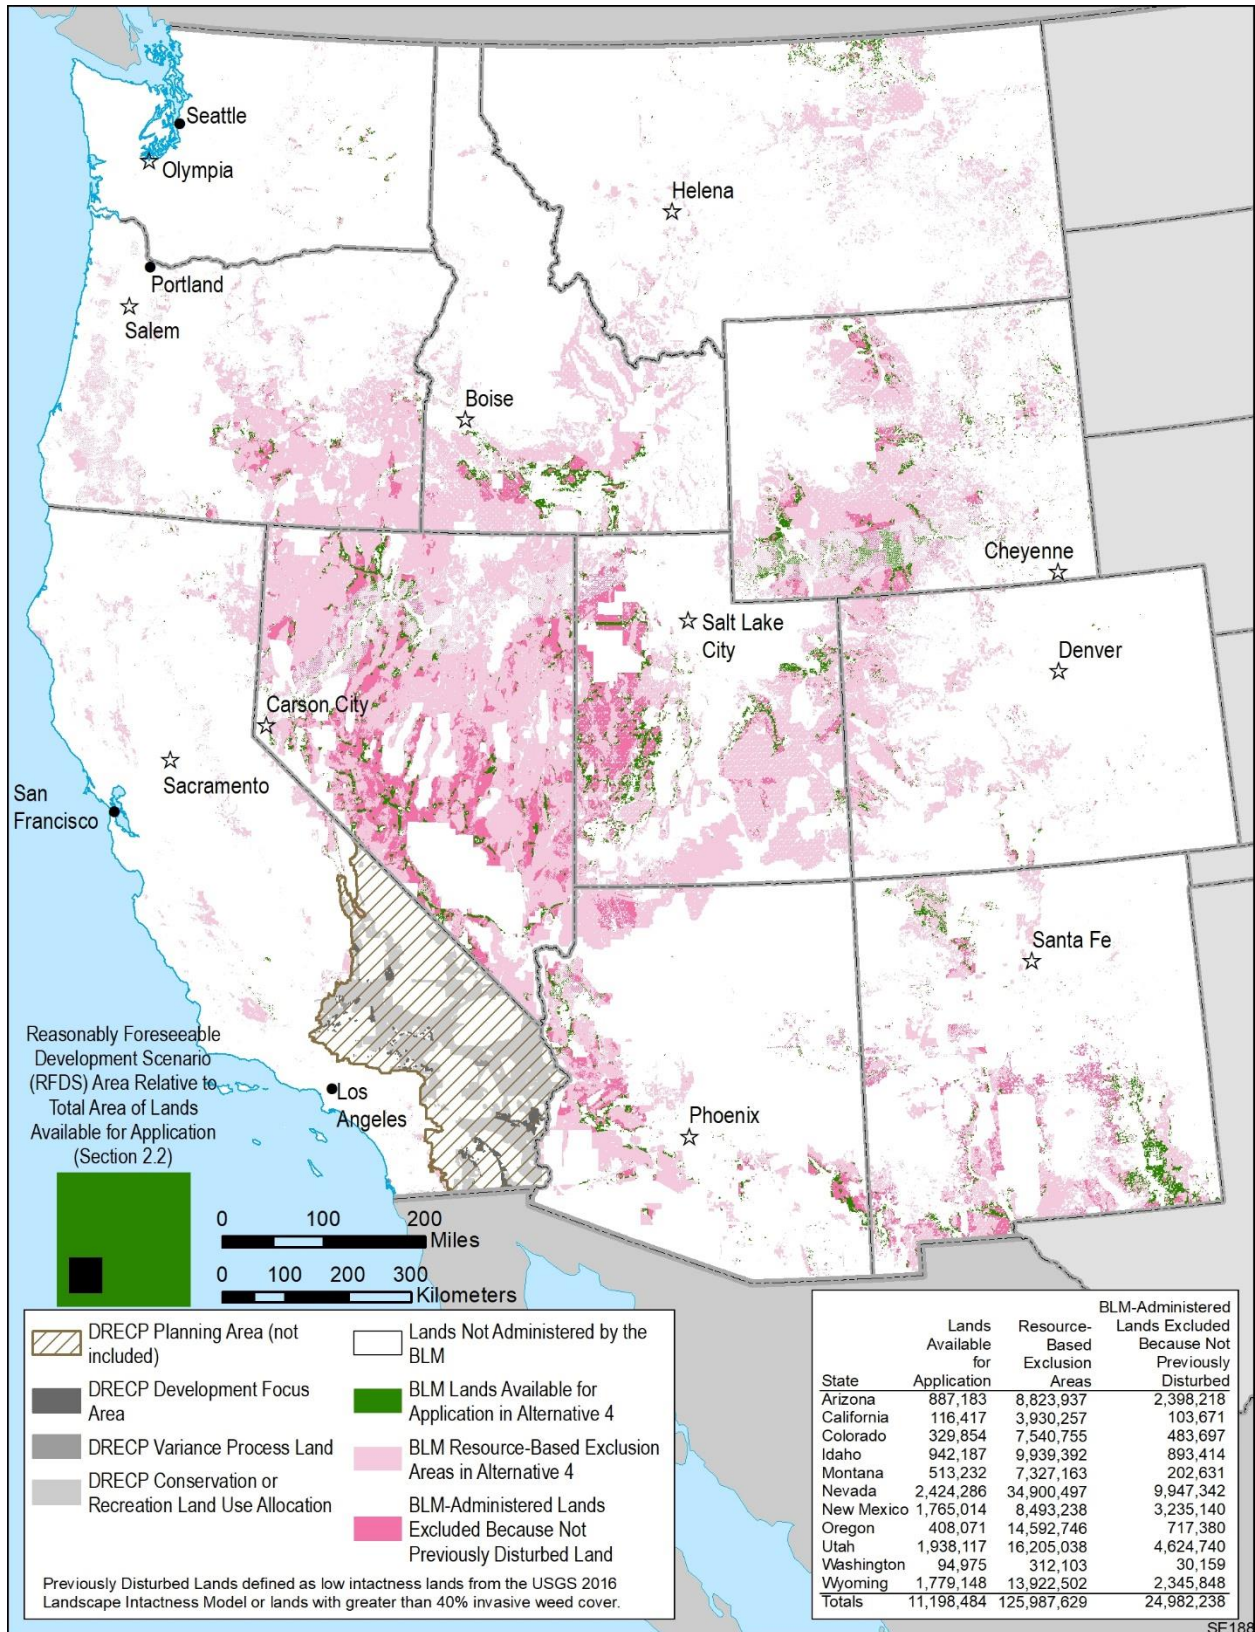 Seattle
Olympia
Helena
Portland
Salem
Boise
Cheyenne
Salt Lake
City
Denver
Carson City
Sacramento
San
Francisco
Santa Fe
Reasonably Foreseeable
Development Scenario
(RFDS) Area Relative to
Total Area of Lands
Available for Application
(Section 2.2)
Los
Angeles
Phoenix
0 100 200
Miles
0 100 200 300
Kilometers
DRECP Planning Area (not
included)
DRECP Development Focus
Area
DRECP Variance Process Land
DRECP Conservation or
Recreation Land Use Allocation
Lands Not Administered by the
BLM
BLM Lands Available for
Application in Alternative 4
BLM Resource-Based Exclusion
Areas in Alternative 4
BLM-Administered Lands
Excluded Because Not
Previously Disturbed Land
Previously Disturbed Lands defined as low intactness lands from the USGS 2016
Landscape Intactness Model or lands with greater than 40% invasive weed cover.
BLM-Administered
Lands Resource- Lands Excluded
Available Based Because Not
for Exclusion Previously
State Application Areas Disturbed
Arizona 887,183 8,823,937 2,398,218
California 116,417 3,930,257 103,671
Colorado 329,854 7,540,755 483,697
Idaho 942,187 9,939,392 893,414
Montana 513,232 7,327,163 202,631
Nevada 2,424,286 34,900,497 9,947,342
New Mexico 1,765,014 8,493,238 3,235,140
Oregon 408,071 14,592,746 717,380
Utah 1,938,117 16,205,038 4,624,740
Washington 94,975 312,103 30,159
Wyoming 1,779,148 13,922,502 2,345,848
Totals 11,198,484 125,987,629 24,982,238
SE188